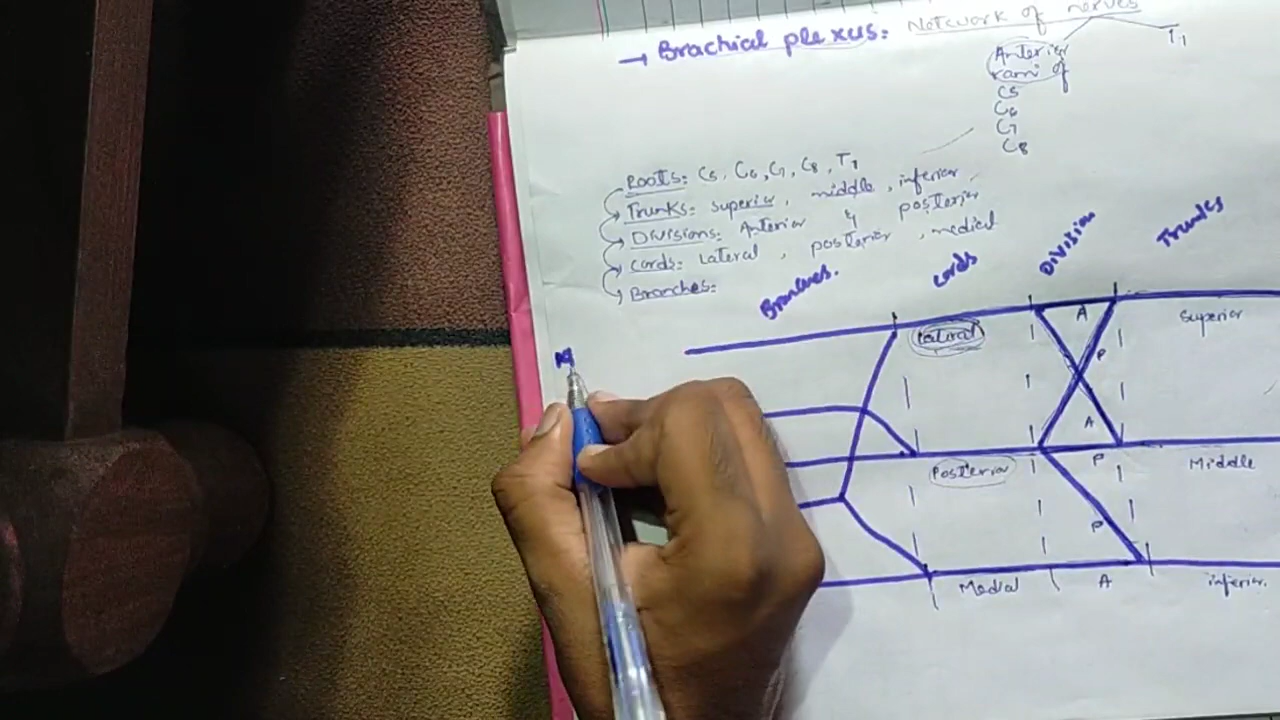 → Brachial plexus: Network of nerves
Anterior
rami of
T1
C5
C6
C7
C8
Roots: C5, C6, C7, C8, T1
Trunks: superior, middle, inferior
Divisions: Anterior & posterior
Cords: Lateral, posterior, medical
Branches:
Branches. Cords Division Trunks
Lateral A Superior
P
A
Posterior P Middle
P
Medial A inferior.